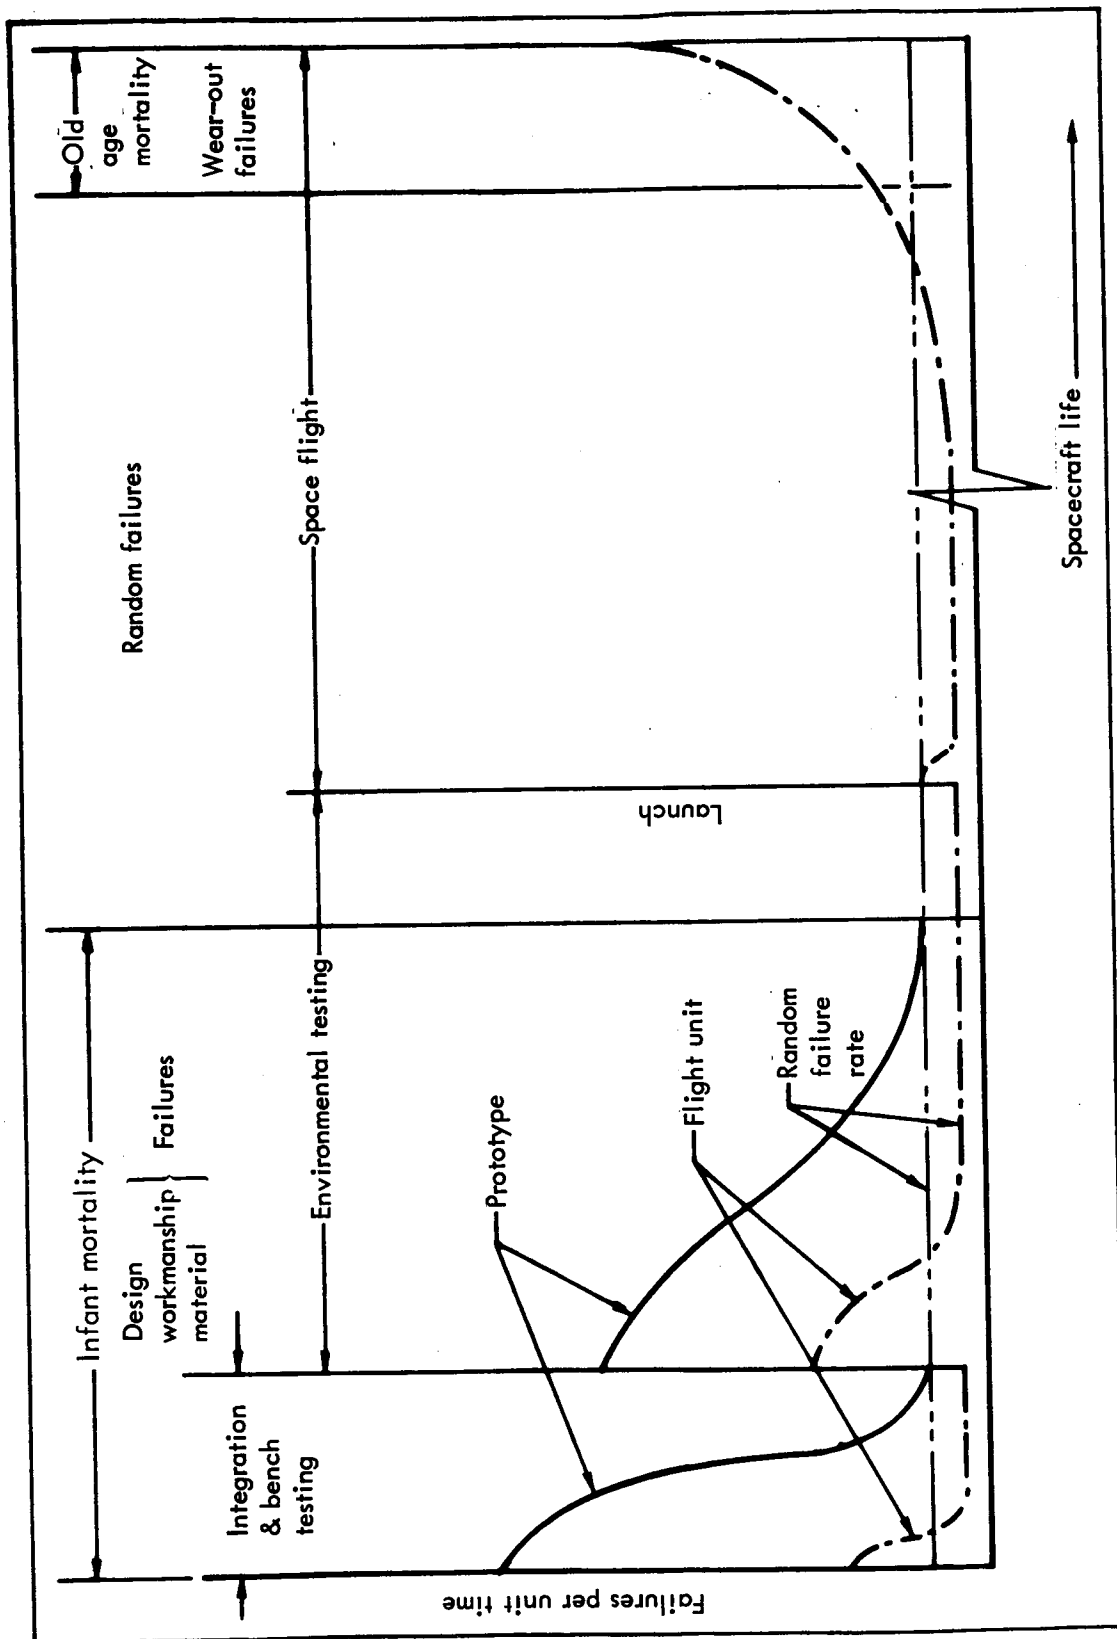 Infant mortality
Design
workmanship
material
Failures
Random failures
Old
age
mortality
Integration
& bench
testing
Wear-out
failures
Environmental testing
Space flight
Prototype
Flight unit
Random
failure
rate
Launch
Failures per unit time
Spacecraft life